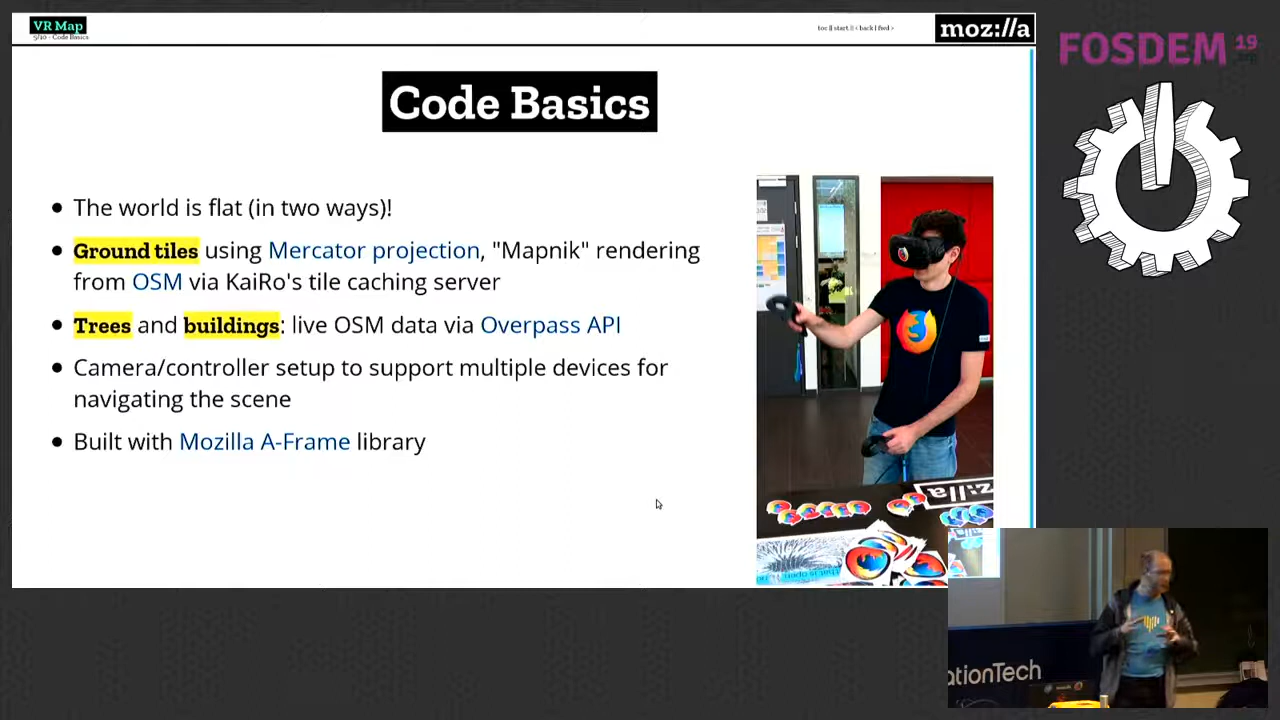 VR Map
5/10 - Code Basics
toc || start || < back | fwd >
moz://a
FOSDEM 19
.org
Code Basics
The world is flat (in two ways)!
Ground tiles using Mercator projection, "Mapnik" rendering
from OSM via KaiRo's tile caching server
Trees and buildings: live OSM data via Overpass API
Camera/controller setup to support multiple devices for
navigating the scene
Built with Mozilla A-Frame library
moz://a
ationTech